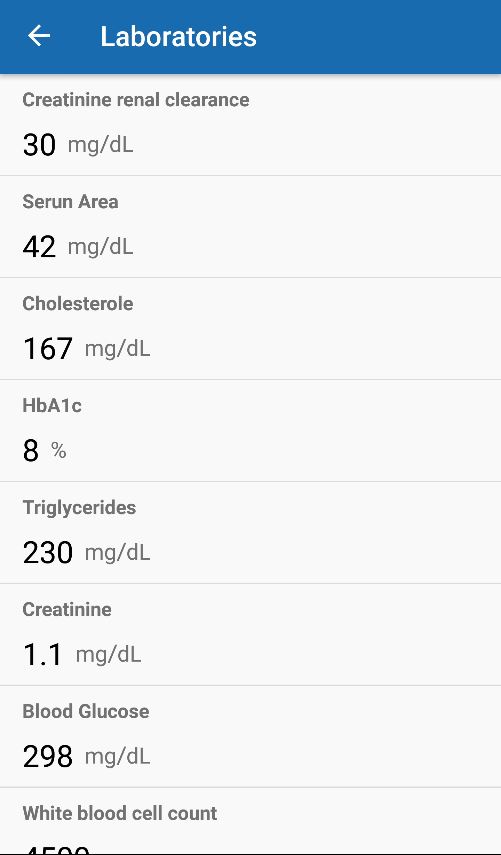 Laboratories
Creatinine renal clearance
30 mg/dL
Serun Area
42 mg/dL
Cholesterole
167 mg/dL
HbA1c
8 %
Triglycerides
230 mg/dL
Creatinine
1.1 mg/dL
Blood Glucose
298 mg/dL
White blood cell count